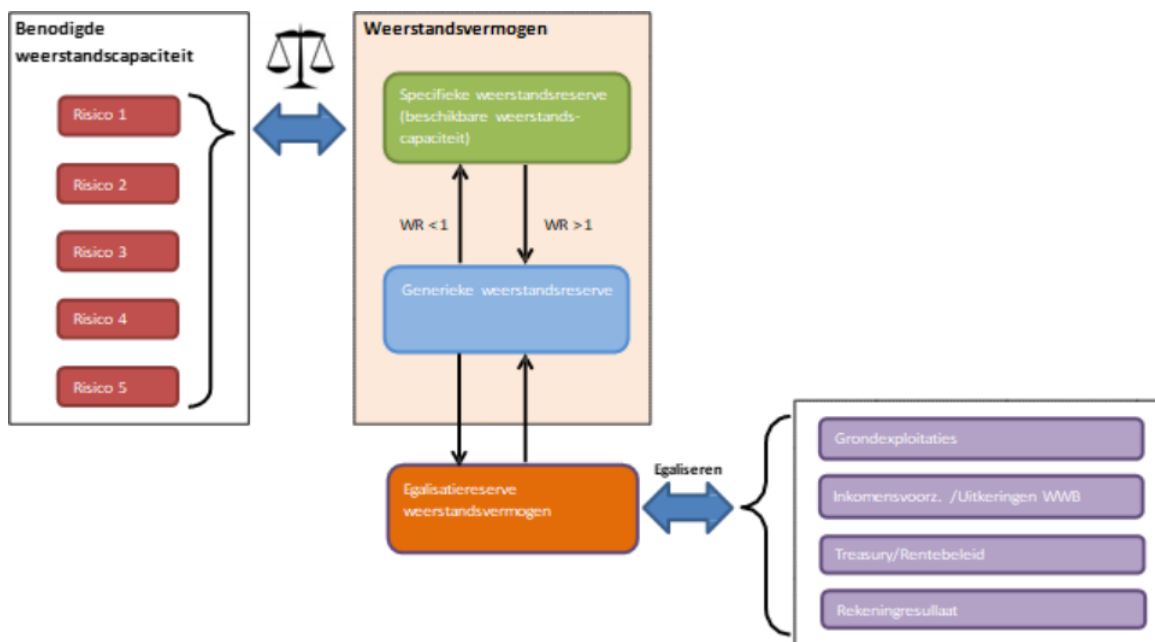 Benodigde
weerstandscapaciteit
Risico 1
Risico 2
Risico 3
Risico 4
Risico 5
Weerstandsvermogen
Specifieke weerstandsreserve
(beschikbare weerstands-
capaciteit)
WR <1
WR >1
Generieke weerstandsreserve
Egalisatiereserve
weerstandsvermogen
Egaliseren
Grondexploitaties
Inkomensvoorz. /Uitkeringen WWB
Treasury/Rentebeleid
Rekeningresullaat